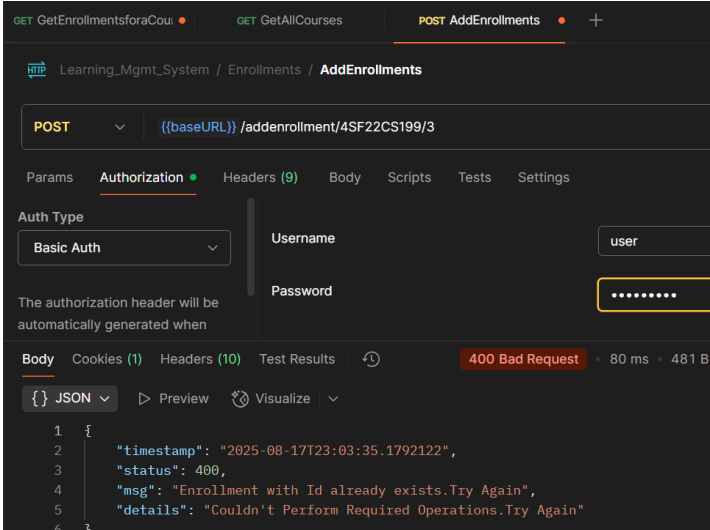 GET GetEnrollmentsforaCou
GET GetAllCourses
POST AddEnrollments
HTTP Learning_Mgmt_System / Enrollments / AddEnrollments
POST {{baseURL}} /addenrollment/4SF22CS199/3
Params Authorization Headers (9) Body Scripts Tests Settings
Auth Type
Basic Auth
The authorization header will be
automatically generated when
Username user
Password •••••••••
Body Cookies (1) Headers (10) Test Results 400 Bad Request • 80 ms • 481 B
{} JSON Preview Visualize
1 {
2 "timestamp": "2025-08-17T23:03:35.1792122",
3 "status": 400,
4 "msg": "Enrollment with Id already exists.Try Again",
5 "details": "Couldn't Perform Required Operations.Try Again"
6 }